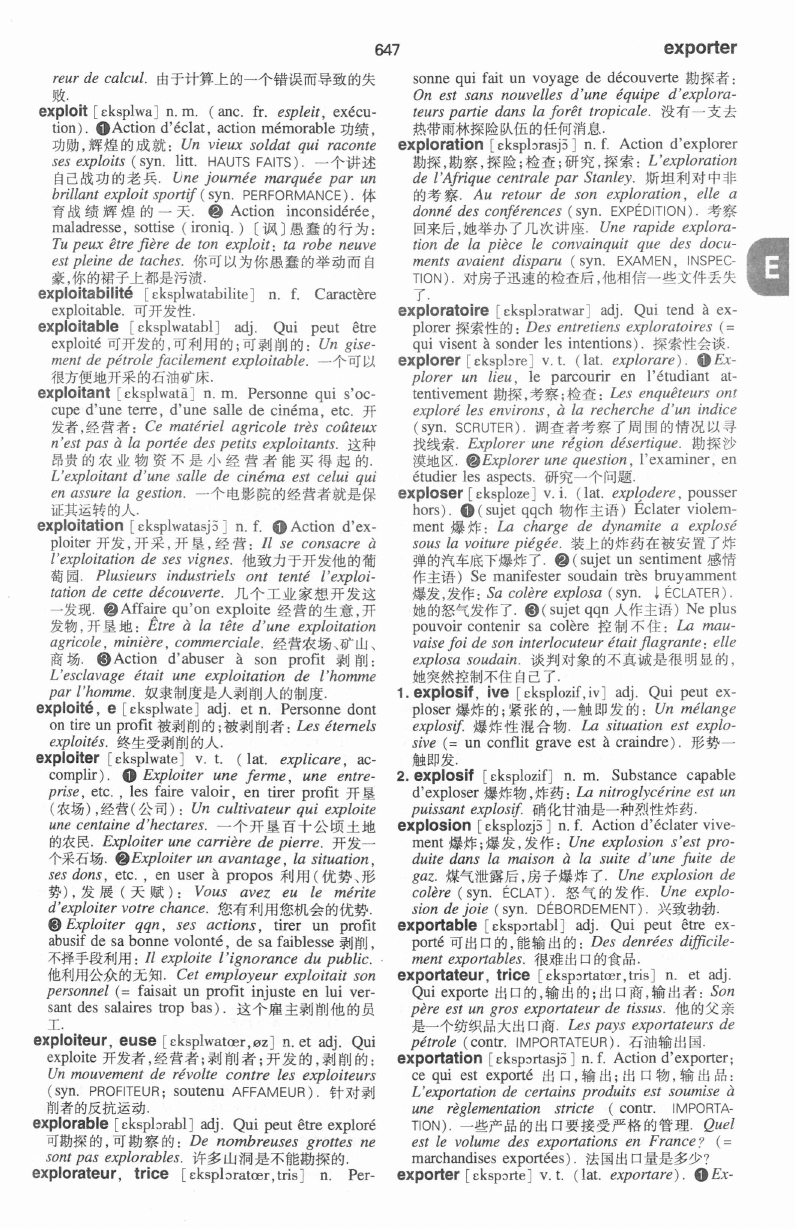 647
exporter
reur de calcul. 由于计算上的一个错误而导致的失
败.
exploit [ɛksplwa] n. m. (anc. fr. espleit, exécu-
tion). ❶Action d'éclat, action mémorable 功绩,
功勋,辉煌的成就: Un vieux soldat qui raconte
ses exploits (syn. litt. HAUTS FAITS). 一个讲述
自己战功的老兵. Une journée marquée par un
brillant exploit sportif (syn. PERFORMANCE). 体
育战绩辉煌的一天. ❷ Action inconsidérée,
maladresse, sottise (ironiq.) [讽]愚蠢的行为:
Tu peux être fière de ton exploit: ta robe neuve
est pleine de taches. 你可以为你愚蠢的举动而自
豪,你的裙子上都是污渍.
exploitabilité [ɛksplwatabilite] n. f. Caractère
exploitable. 可开发性.
exploitable [ɛksplwatabl] adj. Qui peut être
exploité 可开发的,可利用的;可剥削的: Un gise-
ment de pétrole facilement exploitable. 一个可以
很方便地开采的石油矿床.
exploitant [ɛksplwatã] n. m. Personne qui s'oc-
cupe d'une terre, d'une salle de cinéma, etc. 开
发者,经营者: Ce matériel agricole très coûteux
n'est pas à la portée des petits exploitants. 这种
昂贵的农业物资不是小经营者能买得起的.
L'exploitant d'une salle de cinéma est celui qui
en assure la gestion. 一个电影院的经营者就是保
证其运转的人.
exploitation [ɛksplwatasjɔ̃] n. f. ❶Action d'ex-
ploiter 开发,开采,开垦,经营: Il se consacre à
l'exploitation de ses vignes. 他致力于开发他的葡
萄园. Plusieurs industriels ont tenté l'exploi-
tation de cette découverte. 几个工业家想开发这
一发现. ❷Affaire qu'on exploite 经营的生意,开
发物,开垦地: Être à la tête d'une exploitation
agricole, minière, commerciale. 经营农场、矿山、
商场. ❸Action d'abuser à son profit 剥削:
L'esclavage était une exploitation de l'homme
par l'homme. 奴隶制度是人剥削人的制度.
exploité, e [ɛksplwate] adj. et n. Personne dont
on tire un profit 被剥削的;被剥削者: Les éternels
exploités. 终生受剥削的人.
exploiter [ɛksplwate] v. t. (lat. explicare, ac-
complir). ❶ Exploiter une ferme, une entre-
prise, etc., les faire valoir, en tirer profit 开垦
(农场),经营(公司): Un cultivateur qui exploite
une centaine d'hectares. 一个开垦百十公顷土地
的农民. Exploiter une carrière de pierre. 开发一
个采石场. ❷Exploiter un avantage, la situation,
ses dons, etc., en user à propos 利用(优势、形
势),发展(天赋): Vous avez eu le mérite
d'exploiter votre chance. 您有利用您机会的优势.
❸ Exploiter qqn, ses actions, tirer un profit
abusif de sa bonne volonté, de sa faiblesse 剥削,
不择手段利用: Il exploite l'ignorance du public.
他利用公众的无知. Cet employeur exploitait son
personnel (= faisait un profit injuste en lui ver-
sant des salaires trop bas). 这个雇主剥削他的员
工.
exploiteur, euse [ɛksplwatœr,øz] n. et adj. Qui
exploite 开发者,经营者;剥削者;开发的,剥削的:
Un mouvement de révolte contre les exploiteurs
(syn. PROFITEUR; soutenu AFFAMEUR). 针对剥
削者的反抗运动.
explorable [ɛksplɔrabl] adj. Qui peut être exploré
可勘探的,可勘察的: De nombreuses grottes ne
sont pas explorables. 许多山洞是不能勘探的.
explorateur, trice [ɛksplɔratœr,tris] n. Per-
sonne qui fait un voyage de découverte 勘探者:
On est sans nouvelles d'une équipe d'explora-
teurs partie dans la forêt tropicale. 没有一支去
热带雨林探险队伍的任何消息.
exploration [ɛksplɔrasjɔ̃] n. f. Action d'explorer
勘探,勘察,探险;检查;研究,探索: L'exploration
de l'Afrique centrale par Stanley. 斯坦利对中非
的考察. Au retour de son exploration, elle a
donné des conférences (syn. EXPÉDITION). 考察
回来后,她举办了几次讲座. Une rapide explora-
tion de la pièce le convainquit que des docu-
ments avaient disparu (syn. EXAMEN, INSPEC-
TION). 对房子迅速的检查后,他相信一些文件丢失
了.
E
exploratoire [ɛksplɔratwar] adj. Qui tend à ex-
plorer 探索性的: Des entretiens exploratoires (=
qui visent à sonder les intentions). 探索性会谈.
explorer [ɛksplɔre] v. t. (lat. explorare). ❶Ex-
plorer un lieu, le parcourir en l'étudiant at-
tentivement 勘探,考察;检查: Les enquêteurs ont
exploré les environs, à la recherche d'un indice
(syn. SCRUTER). 调查者考察了周围的情况以寻
找线索. Explorer une région désertique. 勘探沙
漠地区. ❷Explorer une question, l'examiner, en
étudier les aspects. 研究一个问题.
exploser [ɛksploze] v. i. (lat. explodere, pousser
hors). ❶(sujet qqch 物作主语) Éclater violem-
ment 爆炸: La charge de dynamite a explosé
sous la voiture piégée. 装上的炸药在被安置了炸
弹的汽车底下爆炸了. ❷(sujet un sentiment 感情
作主语) Se manifester soudain très bruyamment
爆发,发作: Sa colère explosa (syn. ↓ÉCLATER).
她的怒气发作了. ❸(sujet qqn 人作主语) Ne plus
pouvoir contenir sa colère 控制不住: La mau-
vaise foi de son interlocuteur était flagrante: elle
explosa soudain. 谈判对象的不真诚是很明显的,
她突然控制不住自己了.
1. explosif, ive [ɛksplozif,iv] adj. Qui peut ex-
ploser 爆炸的;紧张的,一触即发的: Un mélange
explosif. 爆炸性混合物. La situation est explo-
sive (= un conflit grave est à craindre). 形势一
触即发.
2. explosif [ɛksplozif] n. m. Substance capable
d'exploser 爆炸物,炸药: La nitroglycérine est un
puissant explosif. 硝化甘油是一种烈性炸药.
explosion [ɛksplozjɔ̃] n. f. Action d'éclater vive-
ment 爆炸;爆发,发作: Une explosion s'est pro-
duite dans la maison à la suite d'une fuite de
gaz. 煤气泄露后,房子爆炸了. Une explosion de
colère (syn. ÉCLAT). 怒气的发作. Une explo-
sion de joie (syn. DÉBORDEMENT). 兴致勃勃.
exportable [ɛkspɔrtabl] adj. Qui peut être ex-
porté 可出口的,能输出的: Des denrées difficile-
ment exportables. 很难出口的食品.
exportateur, trice [ɛkspɔrtatœr,tris] n. et adj.
Qui exporte 出口的,输出的;出口商,输出者: Son
père est un gros exportateur de tissus. 他的父亲
是一个纺织品大出口商. Les pays exportateurs de
pétrole (contr. IMPORTATEUR). 石油输出国.
exportation [ɛkspɔrtasjɔ̃] n. f. Action d'exporter;
ce qui est exporté 出口,输出;出口物,输出品:
L'exportation de certains produits est soumise à
une règlementation stricte (contr. IMPORTA-
TION). 一些产品的出口要接受严格的管理. Quel
est le volume des exportations en France? (=
marchandises exportées). 法国出口量是多少?
exporter [ɛkspɔrte] v. t. (lat. exportare). ❶Ex-